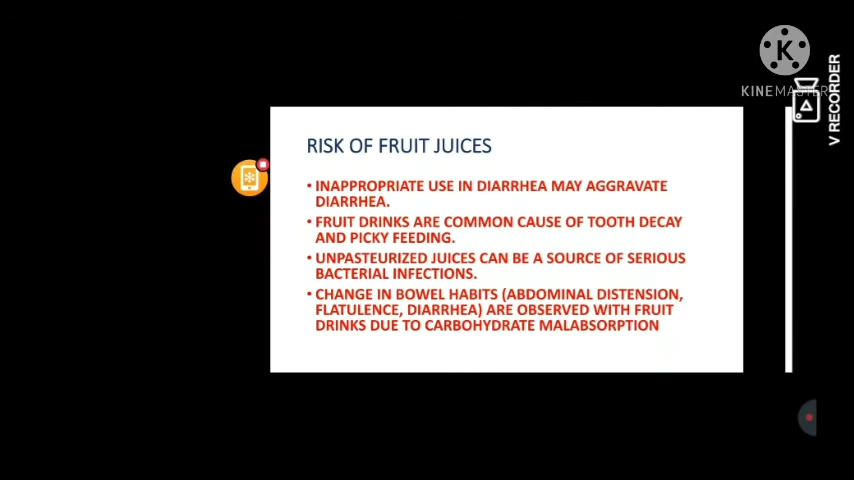 KINEMASTER
V RECORDER
RISK OF FRUIT JUICES
• INAPPROPRIATE USE IN DIARRHEA MAY AGGRAVATE
DIARRHEA.
• FRUIT DRINKS ARE COMMON CAUSE OF TOOTH DECAY
AND PICKY FEEDING.
• UNPASTEURIZED JUICES CAN BE A SOURCE OF SERIOUS
BACTERIAL INFECTIONS.
• CHANGE IN BOWEL HABITS (ABDOMINAL DISTENSION,
FLATULENCE, DIARRHEA) ARE OBSERVED WITH FRUIT
DRINKS DUE TO CARBOHYDRATE MALABSORPTION